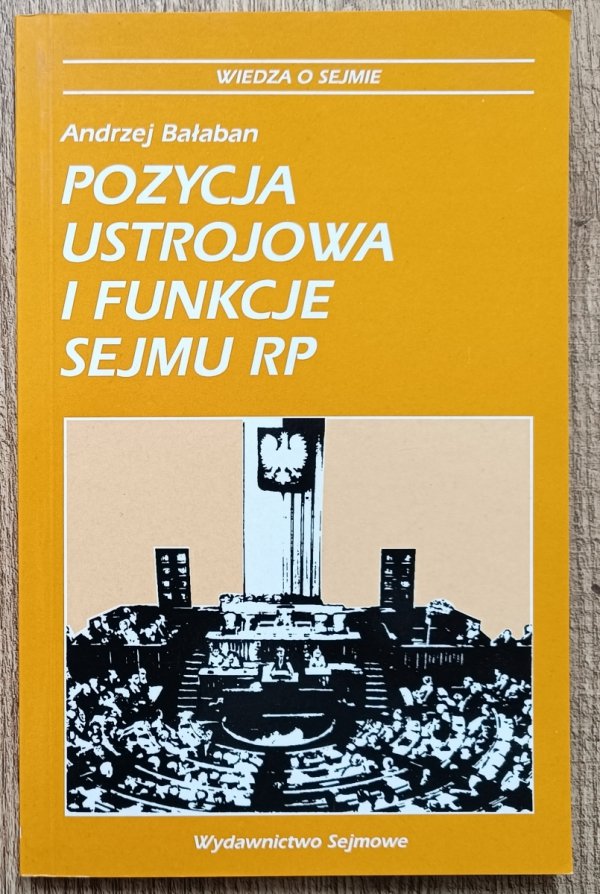 WIEDZA O SEJMIE
Andrzej Bałaban
POZYCJA
USTROJOWA
I FUNKCJE
SEJMU RP
Wydawnictwo Sejmowe